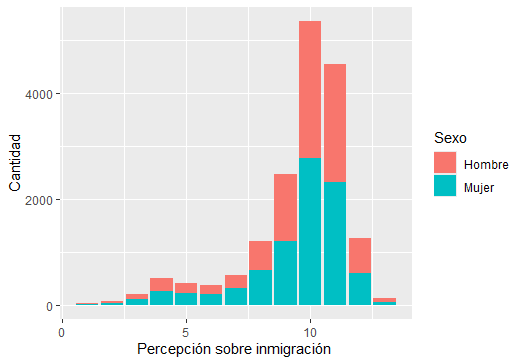 Cantidad
4000
2000
0
0
5
10
Percepción sobre inmigración
Sexo
Hombre
Mujer